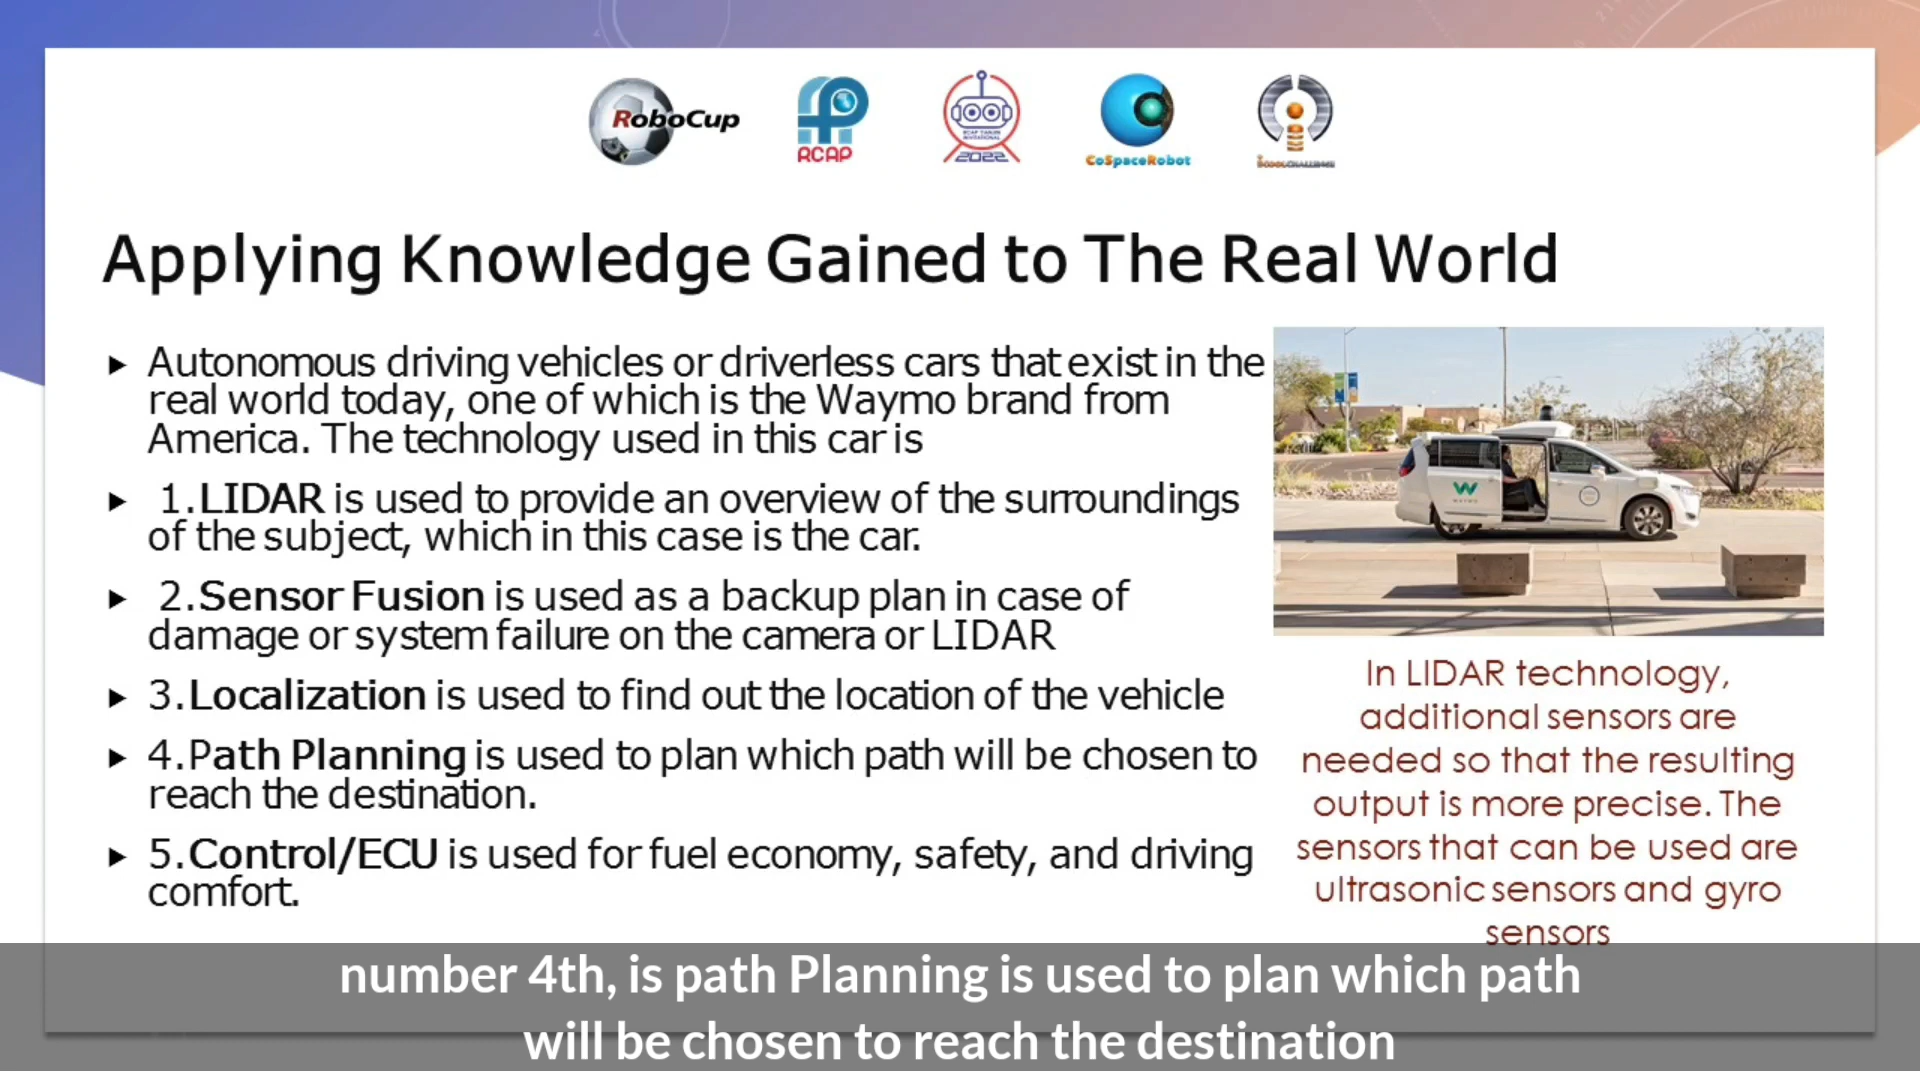 RoboCup
RCAP
RCAP TIANJIN
INVITATIONAL
2022
CoSpaceRobot
Applying Knowledge Gained to The Real World
Autonomous driving vehicles or driverless cars that exist in the
real world today, one of which is the Waymo brand from
America. The technology used in this car is
1.LIDAR is used to provide an overview of the surroundings
of the subject, which in this case is the car.
2.Sensor Fusion is used as a backup plan in case of
damage or system failure on the camera or LIDAR
3.Localization is used to find out the location of the vehicle
4.Path Planning is used to plan which path will be chosen to
reach the destination.
5.Control/ECU is used for fuel economy, safety, and driving
comfort.
WAYMO
In LIDAR technology,
additional sensors are
needed so that the resulting
output is more precise. The
sensors that can be used are
ultrasonic sensors and gyro
sensors
number 4th, is path Planning is used to plan which path
will be chosen to reach the destination